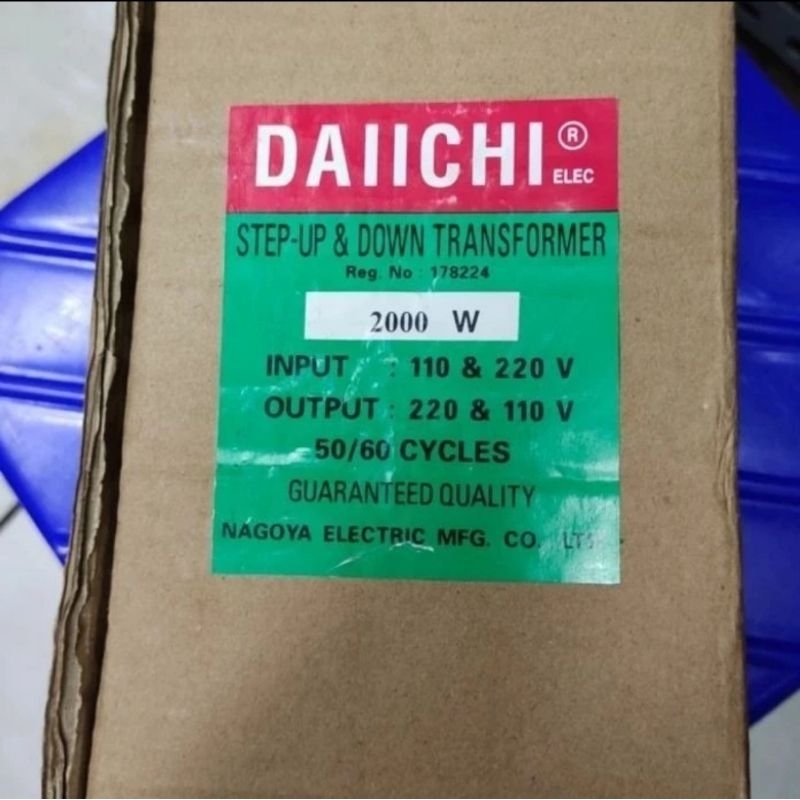 DAIICHI ®
ELEC
STEP-UP & DOWN TRANSFORMER
Reg. No : 178224
2000 W
INPUT : 110 & 220 V
OUTPUT : 220 & 110 V
50/60 CYCLES
GUARANTEED QUALITY
NAGOYA ELECTRIC MFG. CO.